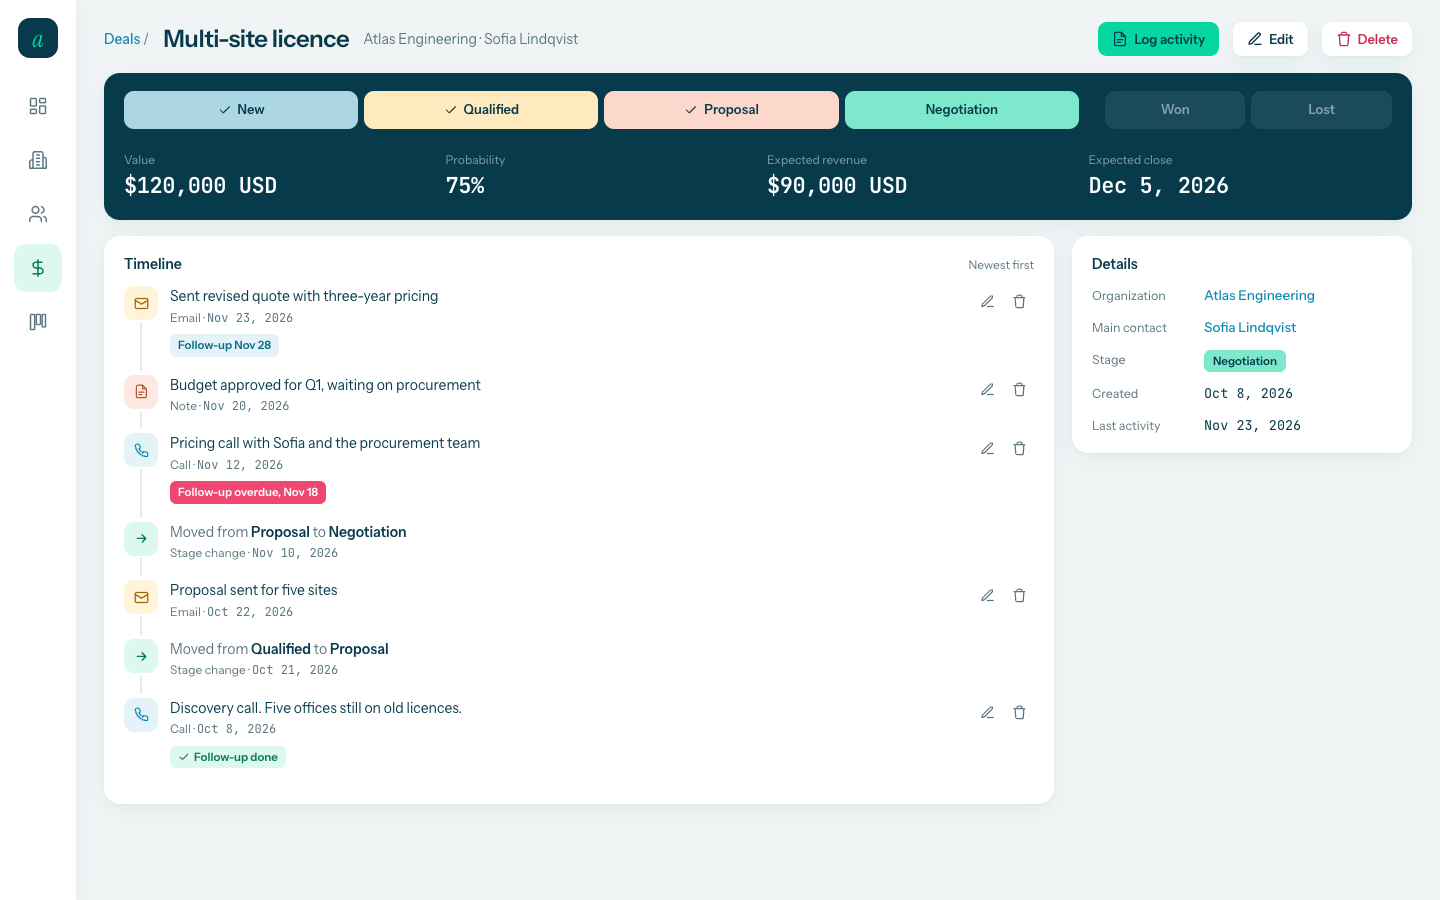 a
Deals / Multi-site licence Atlas Engineering · Sofia Lindqvist
Log activity Edit Delete
New Qualified Proposal Negotiation Won Lost
Value Probability Expected revenue Expected close
$120,000 USD 75% $90,000 USD Dec 5, 2026
Timeline Newest first
Sent revised quote with three-year pricing
Email · Nov 23, 2026
Follow-up Nov 28
Budget approved for Q1, waiting on procurement
Note · Nov 20, 2026
Pricing call with Sofia and the procurement team
Call · Nov 12, 2026
Follow-up overdue, Nov 18
Moved from Proposal to Negotiation
Stage change · Nov 10, 2026
Proposal sent for five sites
Email · Oct 22, 2026
Moved from Qualified to Proposal
Stage change · Oct 21, 2026
Discovery call. Five offices still on old licences.
Call · Oct 8, 2026
Follow-up done
Details
Organization Atlas Engineering
Main contact Sofia Lindqvist
Stage Negotiation
Created Oct 8, 2026
Last activity Nov 23, 2026